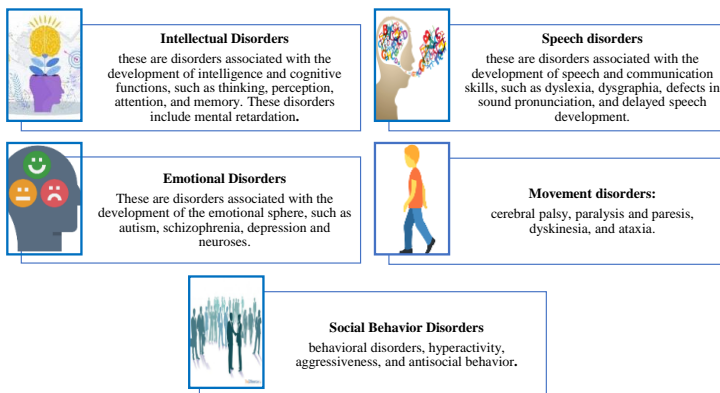 Intellectual Disorders
these are disorders associated with the
development of intelligence and cognitive
functions, such as thinking, perception,
attention, and memory. These disorders
include mental retardation.
Speech disorders
these are disorders associated with the
development of speech and communication
skills, such as dyslexia, dysgraphia, defects in
sound pronunciation, and delayed speech
development.
Emotional Disorders
These are disorders associated with the
development of the emotional sphere, such as
autism, schizophrenia, depression and
neuroses.
Movement disorders:
cerebral palsy, paralysis and paresis,
dyskinesia, and ataxia.
Social Behavior Disorders
behavioral disorders, hyperactivity,
aggressiveness, and antisocial behavior.